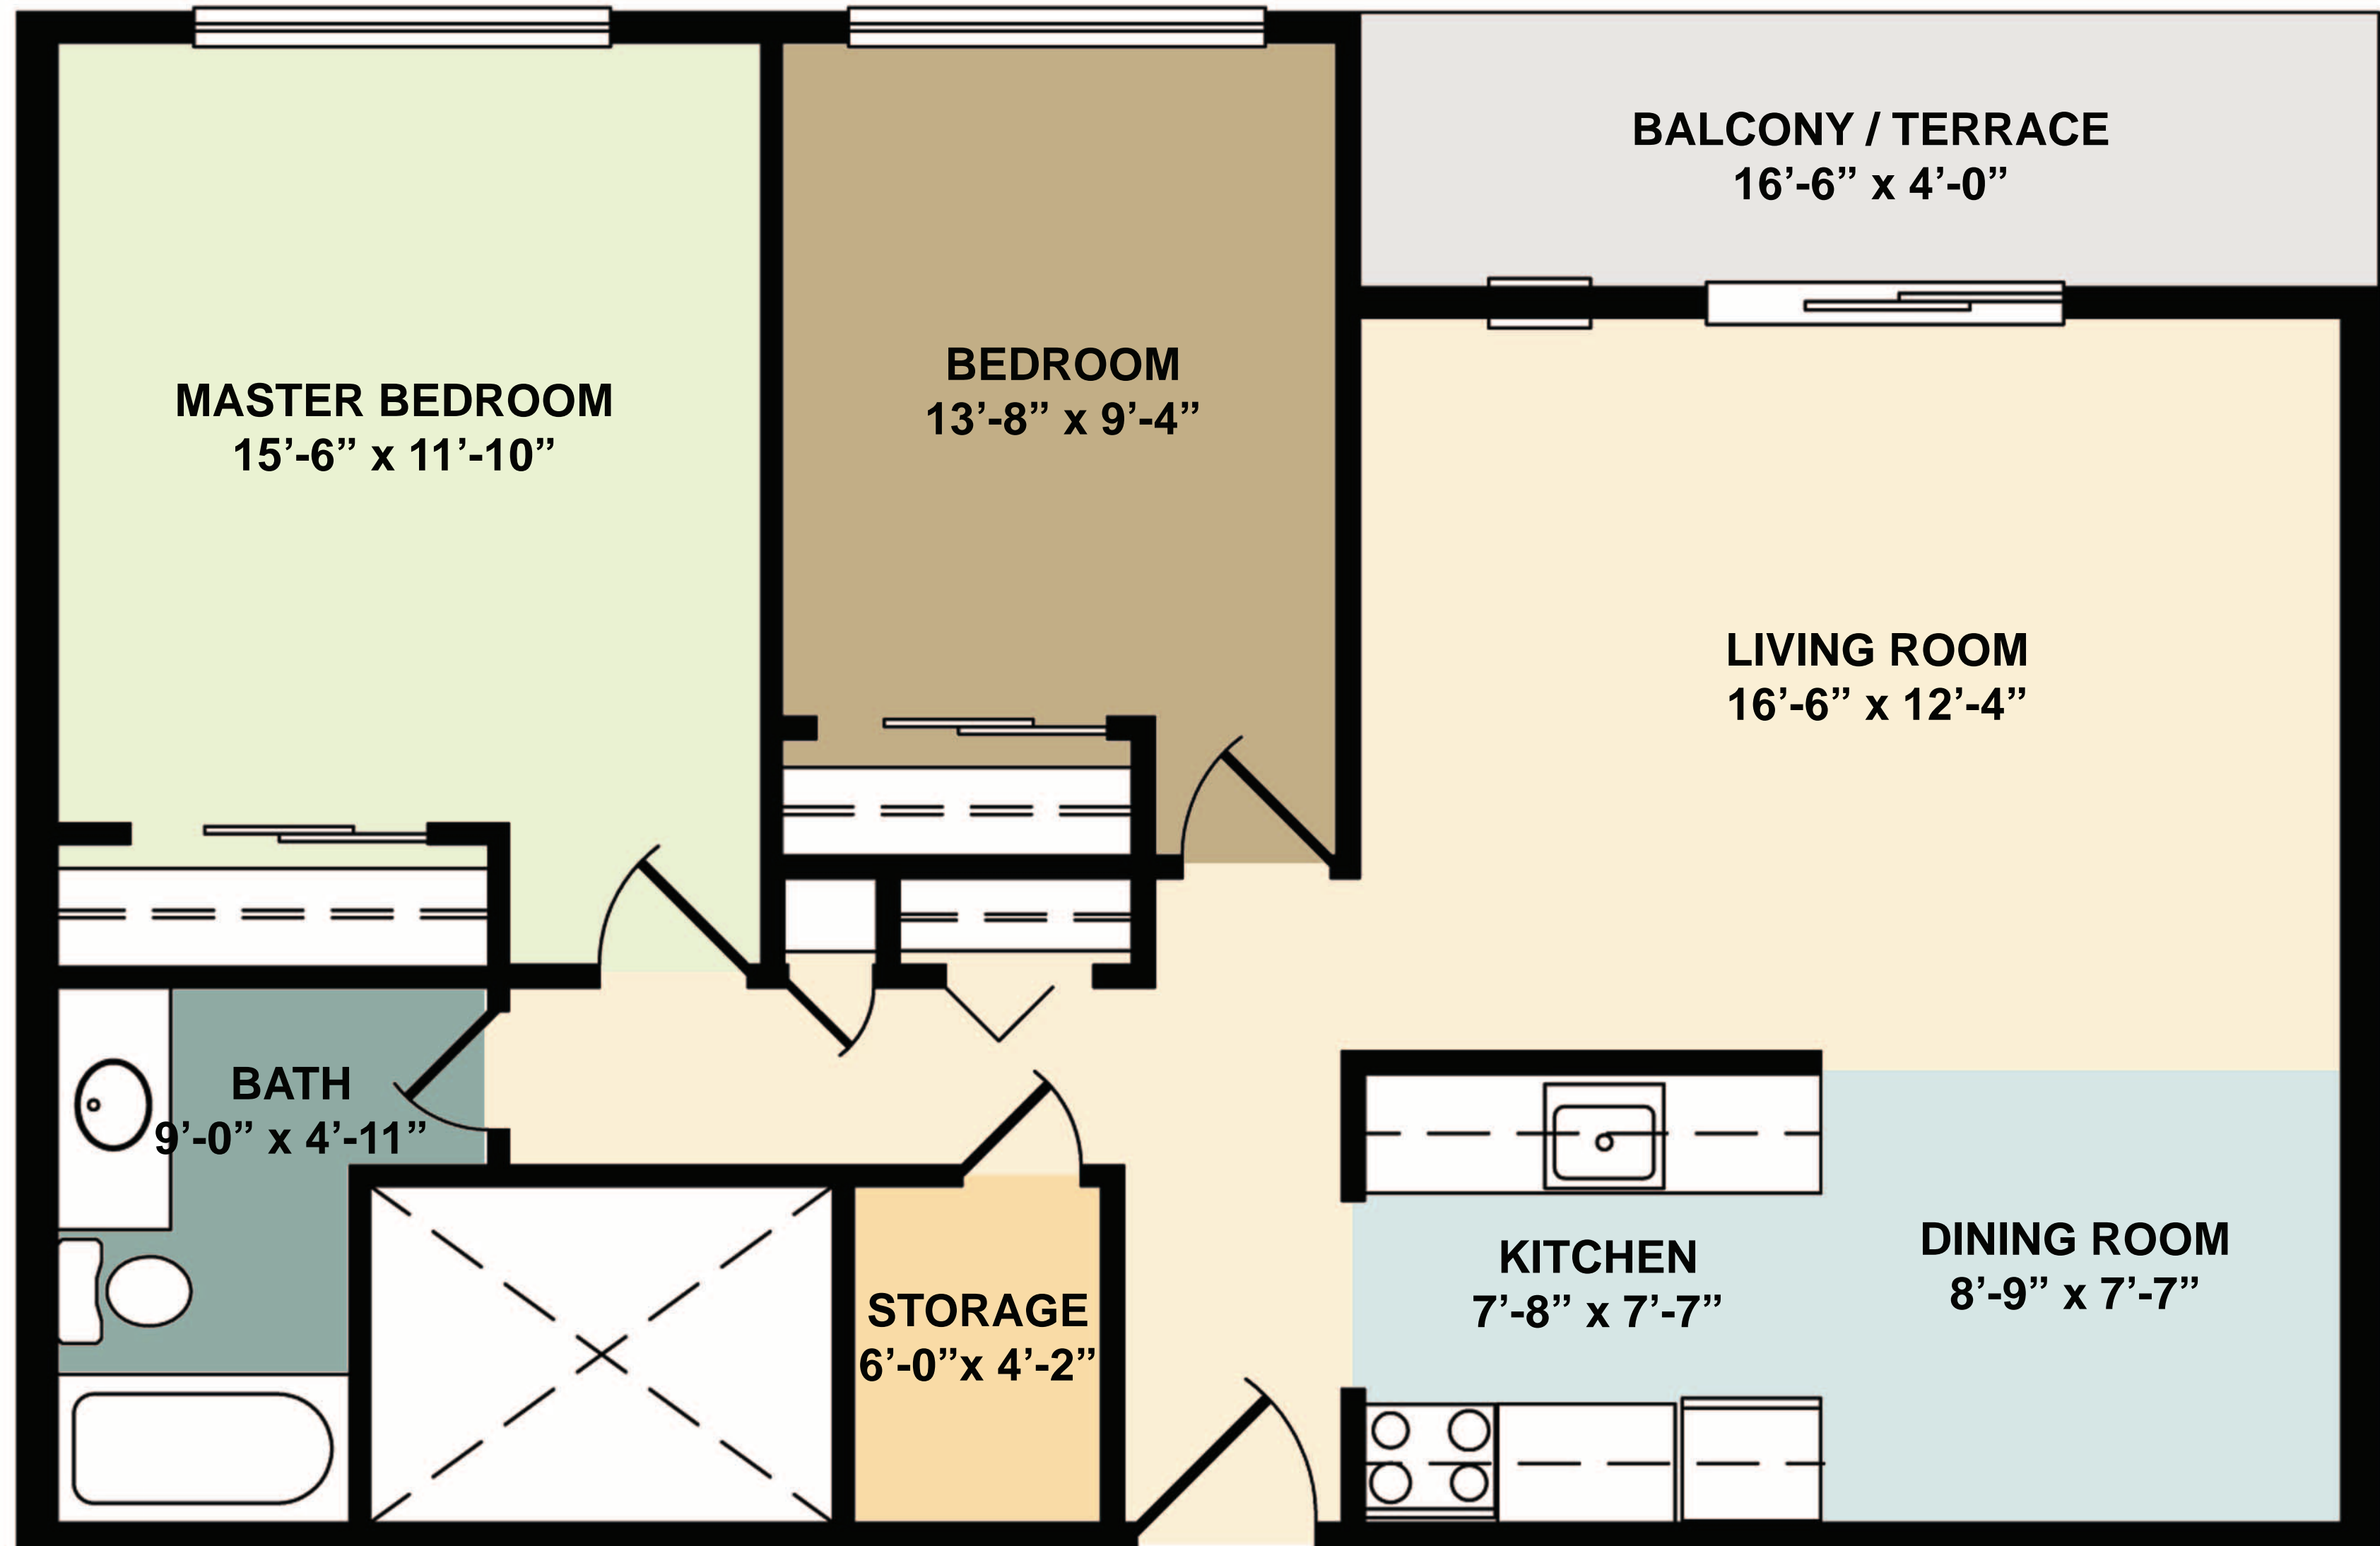 BALCONY / TERRACE
16’-6” x 4’-0”
BEDROOM
13’-8” x 9’-4”
MASTER BEDROOM
15’-6” x 11’-10”
LIVING ROOM
16’-6” x 12’-4”
BATH
9’-0” x 4’-11”
STORAGE
6’-0”x 4’-2”
KITCHEN
7’-8” x 7’-7”
DINING ROOM
8’-9” x 7’-7”